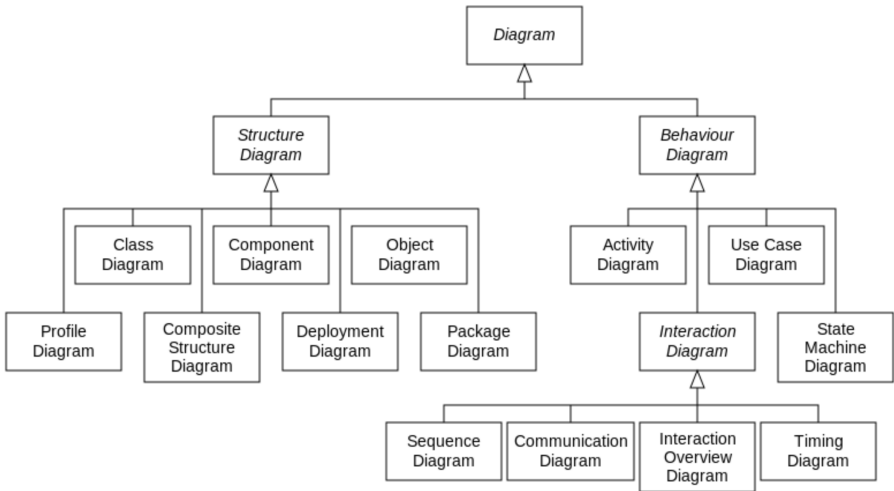 Diagram
Structure
Diagram
Behaviour
Diagram
Class
Diagram
Component
Diagram
Object
Diagram
Activity
Diagram
Use Case
Diagram
Profile
Diagram
Composite
Structure
Diagram
Deployment
Diagram
Package
Diagram
Interaction
Diagram
State
Machine
Diagram
Sequence
Diagram
Communication
Diagram
Interaction
Overview
Diagram
Timing
Diagram